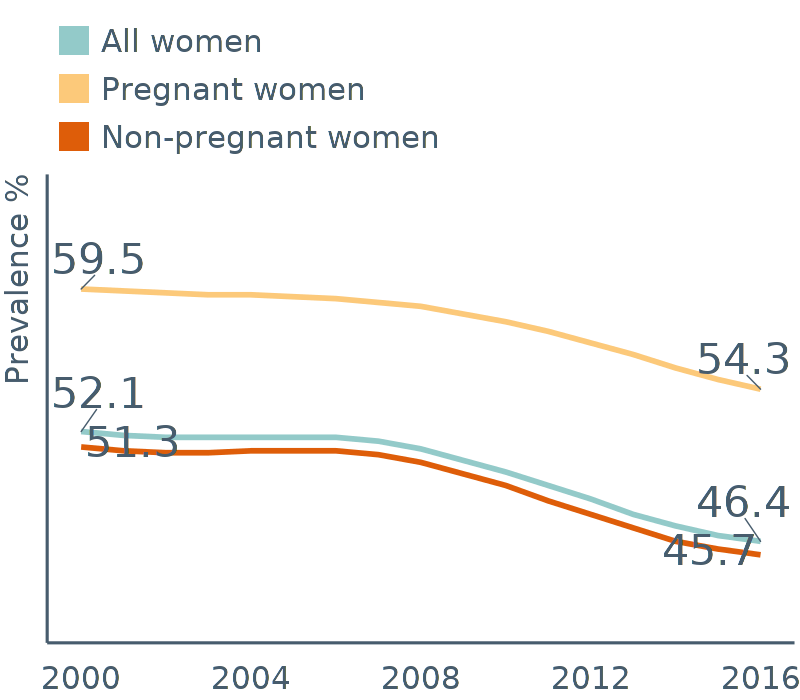 All women
Pregnant women
Non-pregnant women
Prevalence %
59.5
54.3
52.1
51.3
46.4
45.7
2000 2004 2008 2012 2016